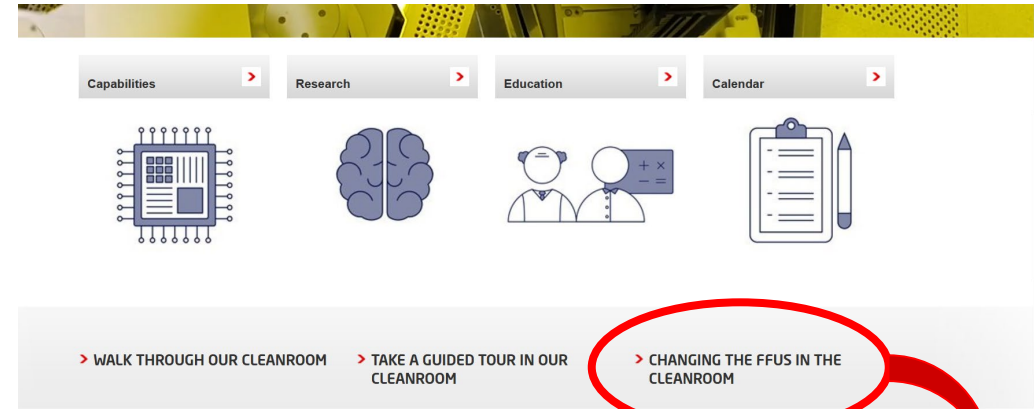 Capabilities
Research
Education
Calendar
> WALK THROUGH OUR CLEANROOM
> TAKE A GUIDED TOUR IN OUR
CLEANROOM
> CHANGING THE FFUS IN THE
CLEANROOM